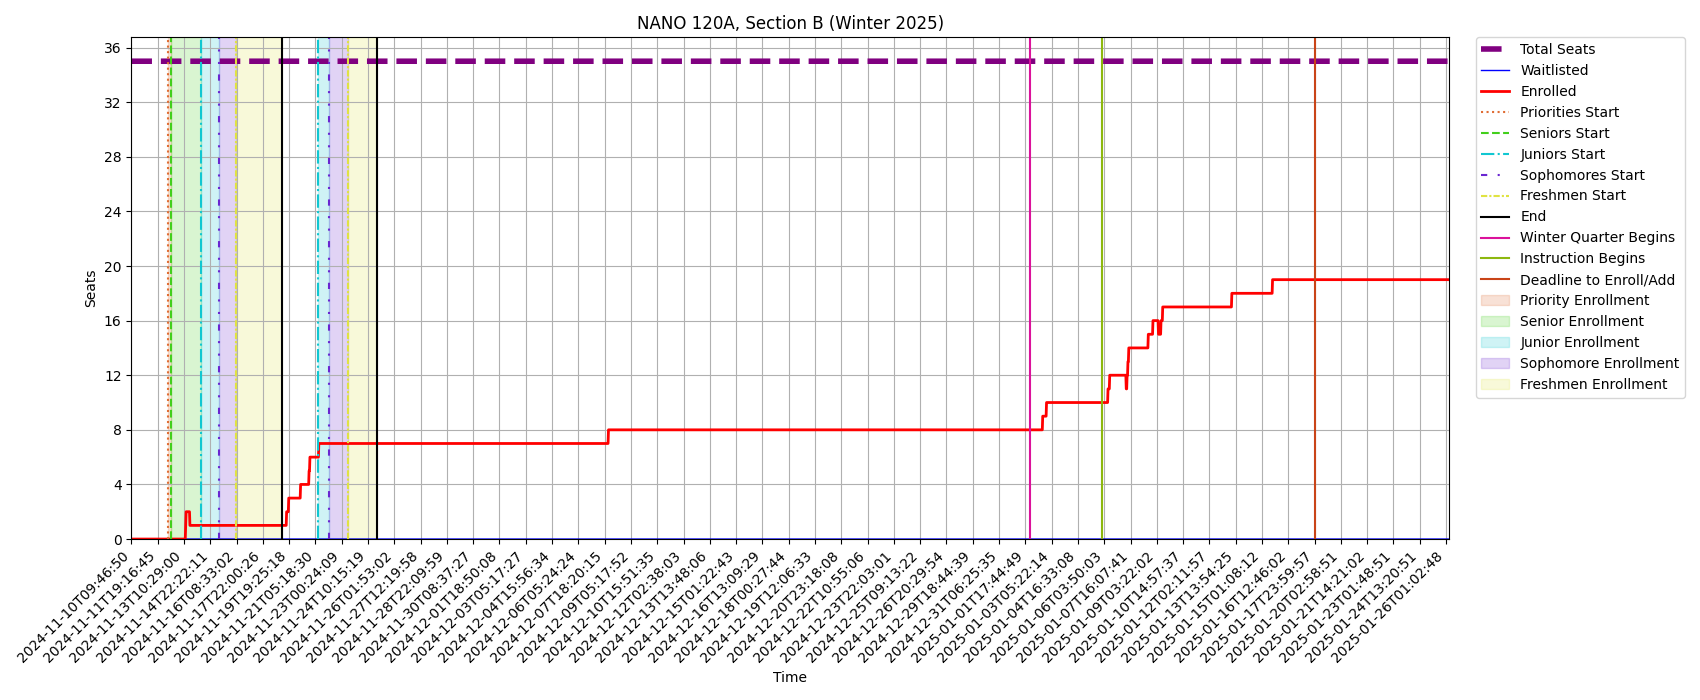 NANO 120A, Section B (Winter 2025)
36
32
28
24
20
16
12
8
4
0
Seats
2024-11-10T09:46:50
2024-11-11T19:16:45
2024-11-13T10:29:00
2024-11-14T22:22:11
2024-11-16T08:33:02
2024-11-17T22:00:26
2024-11-19T19:25:18
2024-11-21T05:18:30
2024-11-23T00:24:09
2024-11-24T10:15:19
2024-11-26T01:53:02
2024-11-27T12:19:58
2024-11-28T22:09:59
2024-11-30T08:37:27
2024-12-01T18:50:08
2024-12-03T05:17:27
2024-12-04T15:56:34
2024-12-06T05:24:24
2024-12-07T18:20:15
2024-12-09T05:17:52
2024-12-10T15:51:35
2024-12-12T02:38:03
2024-12-13T13:48:06
2024-12-15T01:22:43
2024-12-16T13:09:29
2024-12-18T00:27:44
2024-12-19T12:06:33
2024-12-20T23:18:08
2024-12-22T10:55:06
2024-12-23T22:03:01
2024-12-25T09:13:22
2024-12-26T20:29:54
2024-12-29T18:44:39
2024-12-31T06:25:35
2025-01-01T17:44:49
2025-01-03T05:22:14
2025-01-04T16:33:08
2025-01-06T03:50:03
2025-01-07T16:07:41
2025-01-09T03:22:02
2025-01-10T14:57:37
2025-01-12T02:11:57
2025-01-13T13:54:25
2025-01-15T01:08:12
2025-01-16T12:46:02
2025-01-17T23:59:57
2025-01-20T02:58:51
2025-01-21T14:21:02
2025-01-23T01:48:51
2025-01-24T13:20:51
2025-01-26T01:02:48
Time
Total Seats
Waitlisted
Enrolled
Priorities Start
Seniors Start
Juniors Start
Sophomores Start
Freshmen Start
End
Winter Quarter Begins
Instruction Begins
Deadline to Enroll/Add
Priority Enrollment
Senior Enrollment
Junior Enrollment
Sophomore Enrollment
Freshmen Enrollment